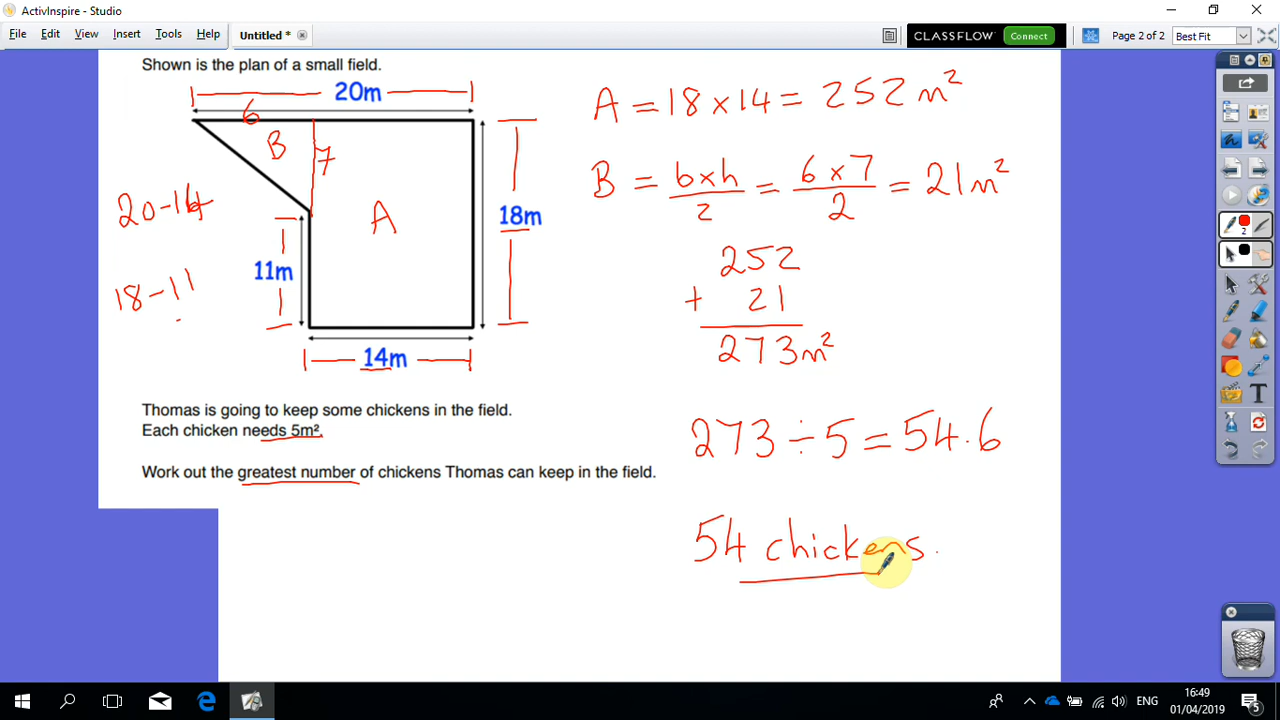 ActivInspire - Studio
File Edit View Insert Tools Help Untitled * CLASSFLOW Connect Page 2 of 2 Best Fit
Shown is the plan of a small field.
20m
6
B
7
A
20-14
18m
11m
18-11
14m
A = 18 x 14 = 252 m²
B = b x h / 2 = 6 x 7 / 2 = 21 m²
252
+ 21
273 m²
Thomas is going to keep some chickens in the field.
Each chicken needs 5m².
Work out the greatest number of chickens Thomas can keep in the field.
273 ÷ 5 = 54.6
54 chickens.
2
T
ENG
16:49
01/04/2019
5